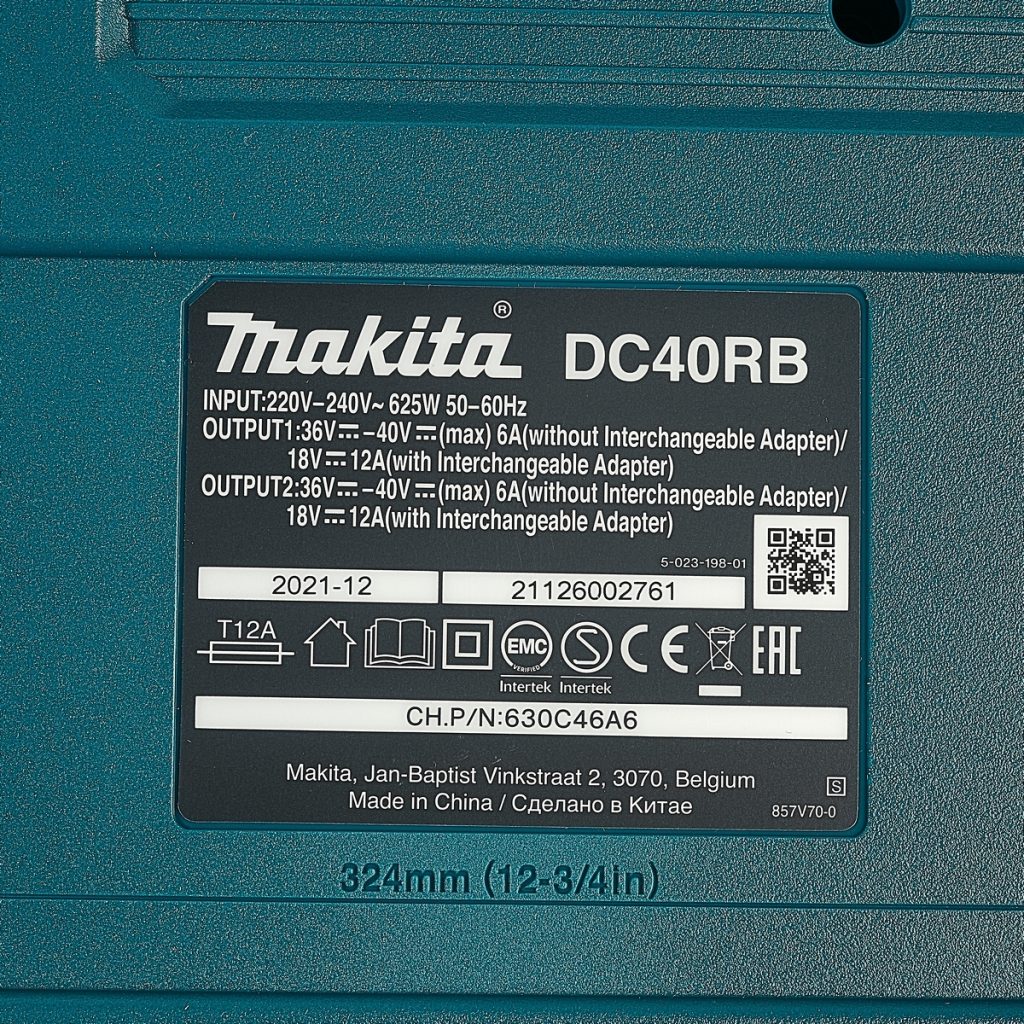 makita® DC40RB
INPUT:220V–240V~ 625W 50–60Hz
OUTPUT1:36V⎓–40V⎓(max) 6A(without Interchangeable Adapter)/
18V⎓12A(with Interchangeable Adapter)
OUTPUT2:36V⎓–40V⎓(max) 6A(without Interchangeable Adapter)/
18V⎓12A(with Interchangeable Adapter)
5-023-198-01
2021-12 21126002761
T12A
EMC
VERIFIED
S
CE
EAC
Intertek Intertek
CH.P/N:630C46A6
Makita, Jan-Baptist Vinkstraat 2, 3070, Belgium
S
Made in China / Сделано в Китае
857V70-0
324mm (12-3/4in)